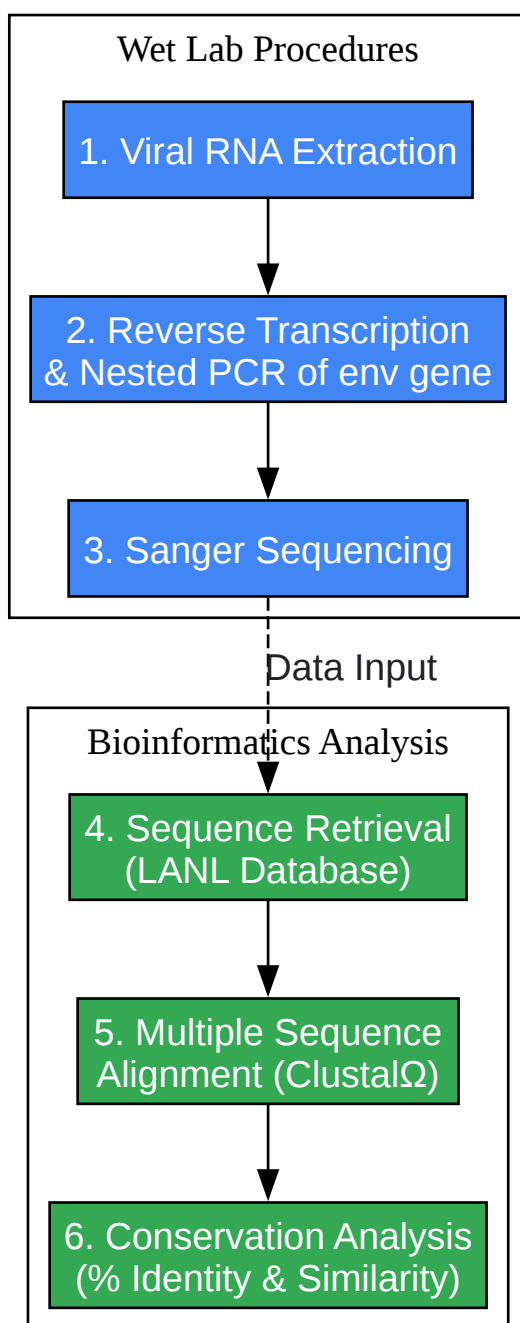 Wet Lab Procedures
1. Viral RNA Extraction
2. Reverse Transcription
& Nested PCR of env gene
3. Sanger Sequencing
Data Input
Bioinformatics Analysis
4. Sequence Retrieval
(LANL Database)
5. Multiple Sequence
Alignment (ClustalΩ)
6. Conservation Analysis
(% Identity & Similarity)